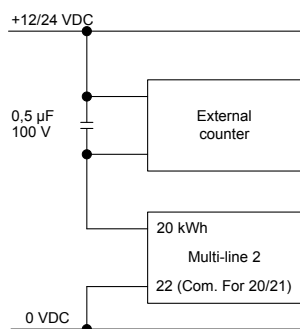 +12/24 VDC
0,5 µF
100 V
External
counter
20 kWh
Multi-line 2
22 (Com. For 20/21)
0 VDC